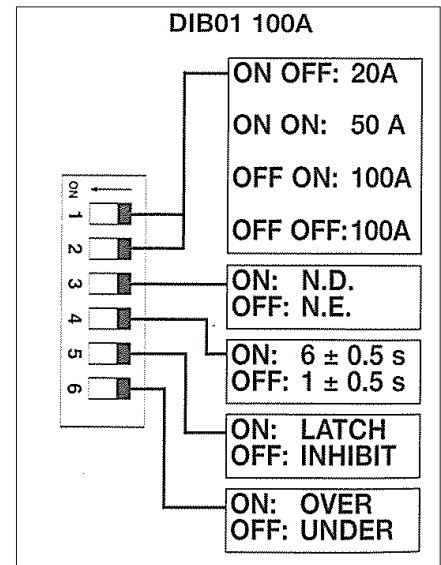 DIB01 100A
ON OFF: 20A
ON ON: 50 A
OFF ON: 100A
OFF OFF:100A
ON
1
2
3
4
5
6
ON: N.D.
OFF: N.E.
ON: 6 ± 0.5 s
OFF: 1 ± 0.5 s
ON: LATCH
OFF: INHIBIT
ON: OVER
OFF: UNDER